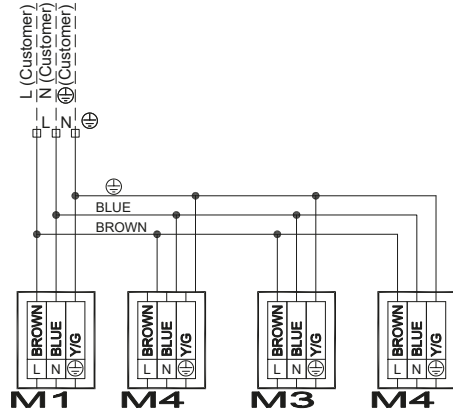 L (Customer)
N (Customer)
⏚(Customer)
L N ⏚
⏚
BLUE
BROWN
BROWN BLUE Y/G
L N ⏚
M1
BROWN BLUE Y/G
L N ⏚
M4
BROWN BLUE Y/G
L N ⏚
M3
BROWN BLUE Y/G
L N ⏚
M4